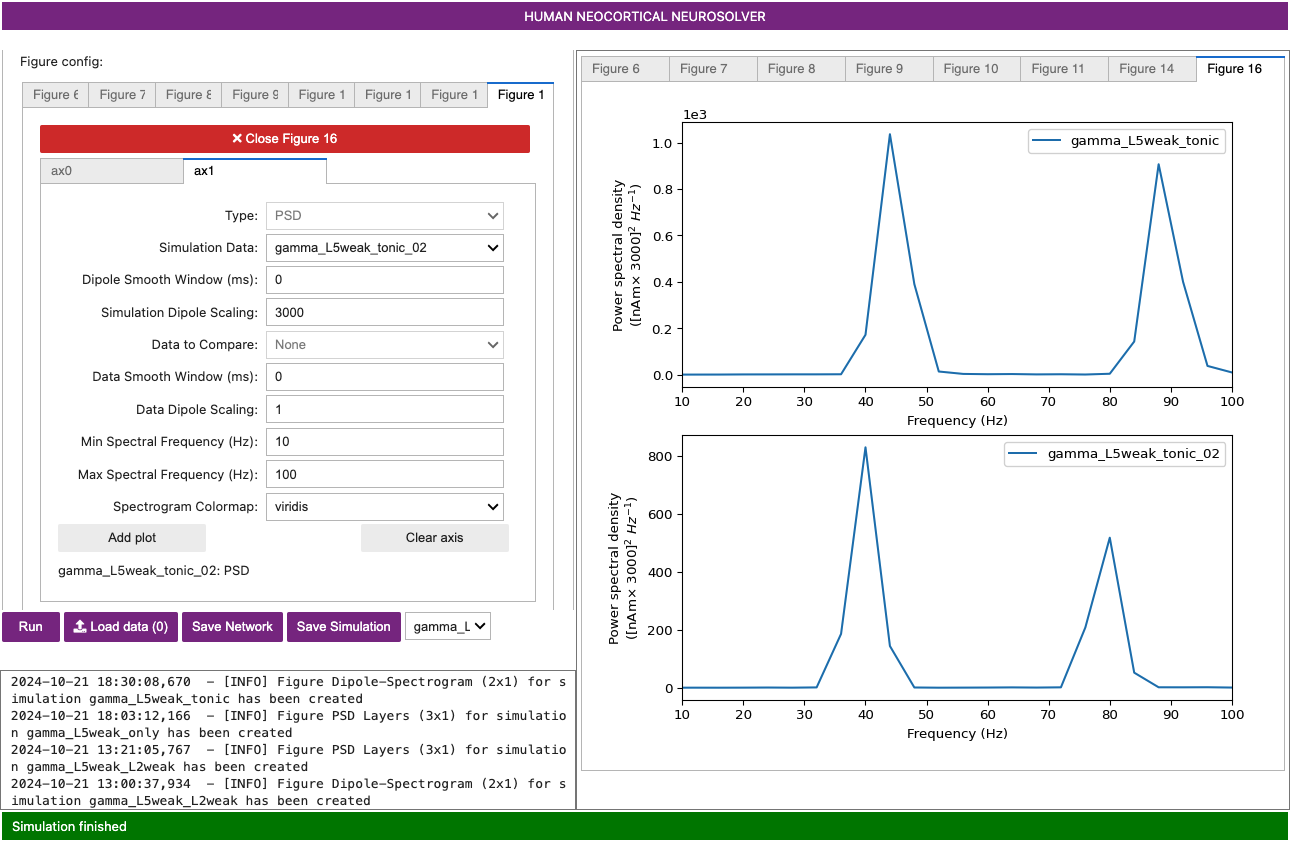 HUMAN NEOCORTICAL NEUROSOLVER
Figure config:
Figure 6 Figure 7 Figure 8 Figure 9 Figure 1 Figure 1 Figure 1 Figure 1
✖ Close Figure 16
ax0 ax1
Type: PSD
Simulation Data: gamma_L5weak_tonic_02
Dipole Smooth Window (ms): 0
Simulation Dipole Scaling: 3000
Data to Compare: None
Data Smooth Window (ms): 0
Data Dipole Scaling: 1
Min Spectral Frequency (Hz): 10
Max Spectral Frequency (Hz): 100
Spectrogram Colormap: viridis
Add plot Clear axis
gamma_L5weak_tonic_02: PSD
Run Load data (0) Save Network Save Simulation gamma_L
2024-10-21 18:30:08,670 - [INFO] Figure Dipole-Spectrogram (2x1) for s
imulation gamma_L5weak_tonic has been created
2024-10-21 18:03:12,166 - [INFO] Figure PSD Layers (3x1) for simulatio
n gamma_L5weak_only has been created
2024-10-21 13:21:05,767 - [INFO] Figure PSD Layers (3x1) for simulatio
n gamma_L5weak_L2weak has been created
2024-10-21 13:00:37,934 - [INFO] Figure Dipole-Spectrogram (2x1) for s
imulation gamma_L5weak_L2weak has been created
Figure 6 Figure 7 Figure 8 Figure 9 Figure 10 Figure 11 Figure 14 Figure 16
1e3
gamma_L5weak_tonic
1.0
0.8
0.6
0.4
0.2
0.0
Power spectral density
([nAm× 3000]² Hz⁻¹)
10 20 30 40 50 60 70 80 90 100
Frequency (Hz)
gamma_L5weak_tonic_02
800
600
400
200
0
Power spectral density
([nAm× 3000]² Hz⁻¹)
10 20 30 40 50 60 70 80 90 100
Frequency (Hz)
Simulation finished